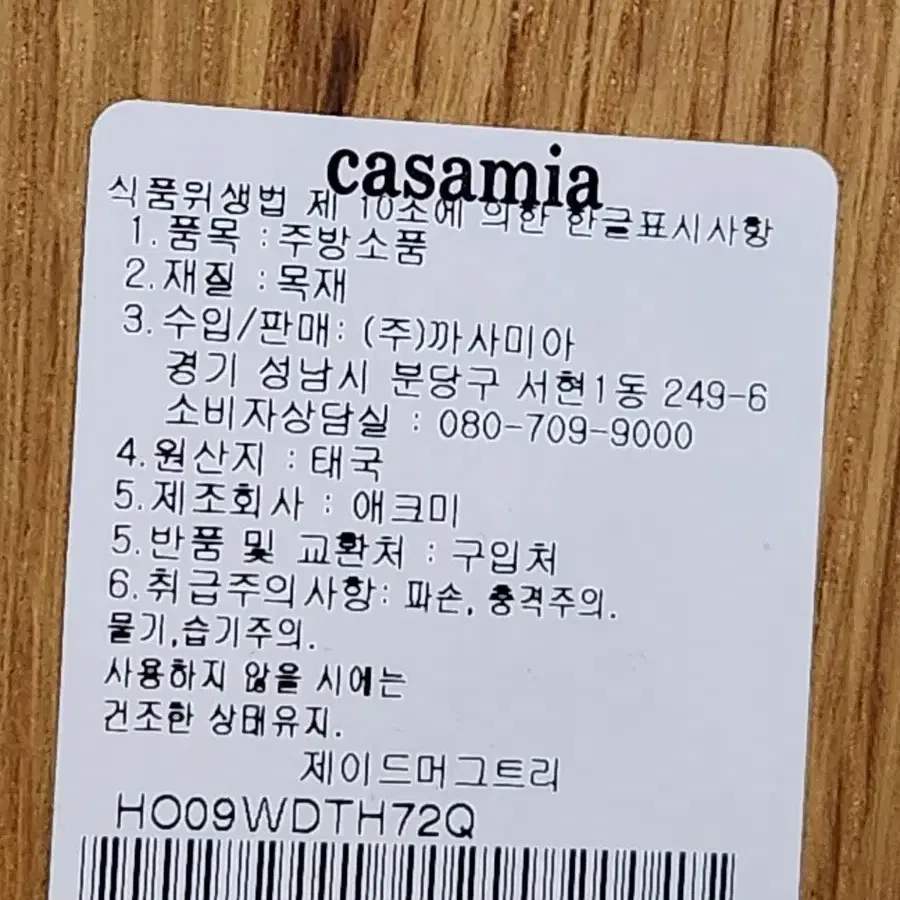 casamia
식품위생법 제 10조에 의한 한글표시사항
1.품목 :주방소품
2.재질 :목재
3.수입/판매: (주)까사미아
경기 성남시 분당구 서현1동 249-6
소비자상담실 : 080-709-9000
4.원산지 :태국
5.제조회사 : 애크미
5.반품 및 교환처 : 구입처
6.취급주의사항: 파손, 충격주의.
물기,습기주의.
사용하지 않을 시에는
건조한 상태유지.
제이드머그트리
HO09WDTH72Q